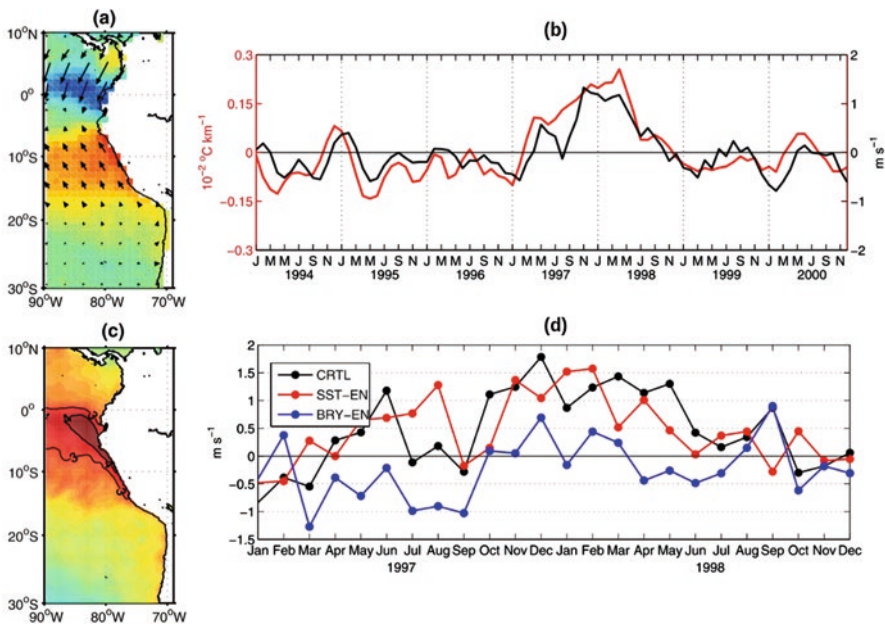 (a)
10°N
0°
10°S
20°S
30°S
90°W 80°W 70°W
(b)
0.3
0.15
0
-0.15
-0.3
10⁻² °C km⁻¹
2
1
0
-1
-2
m s⁻¹
J M M J S N J M M J S N J M M J S N J M M J S N J M M J S N J M M J S N J M M J S N
1994 1995 1996 1997 1998 1999 2000
(c)
10°N
0°
10°S
20°S
30°S
90°W 80°W 70°W
(d)
2
1.5
1
0.5
0
-0.5
-1
-1.5
m s⁻¹
CRTL
SST-EN
BRY-EN
Jan Feb Mar Apr May Jun Jul Aug Sep Oct Nov Dec Jan Feb Mar Apr May Jun Jul Aug Sep Oct Nov Dec
1997 1998